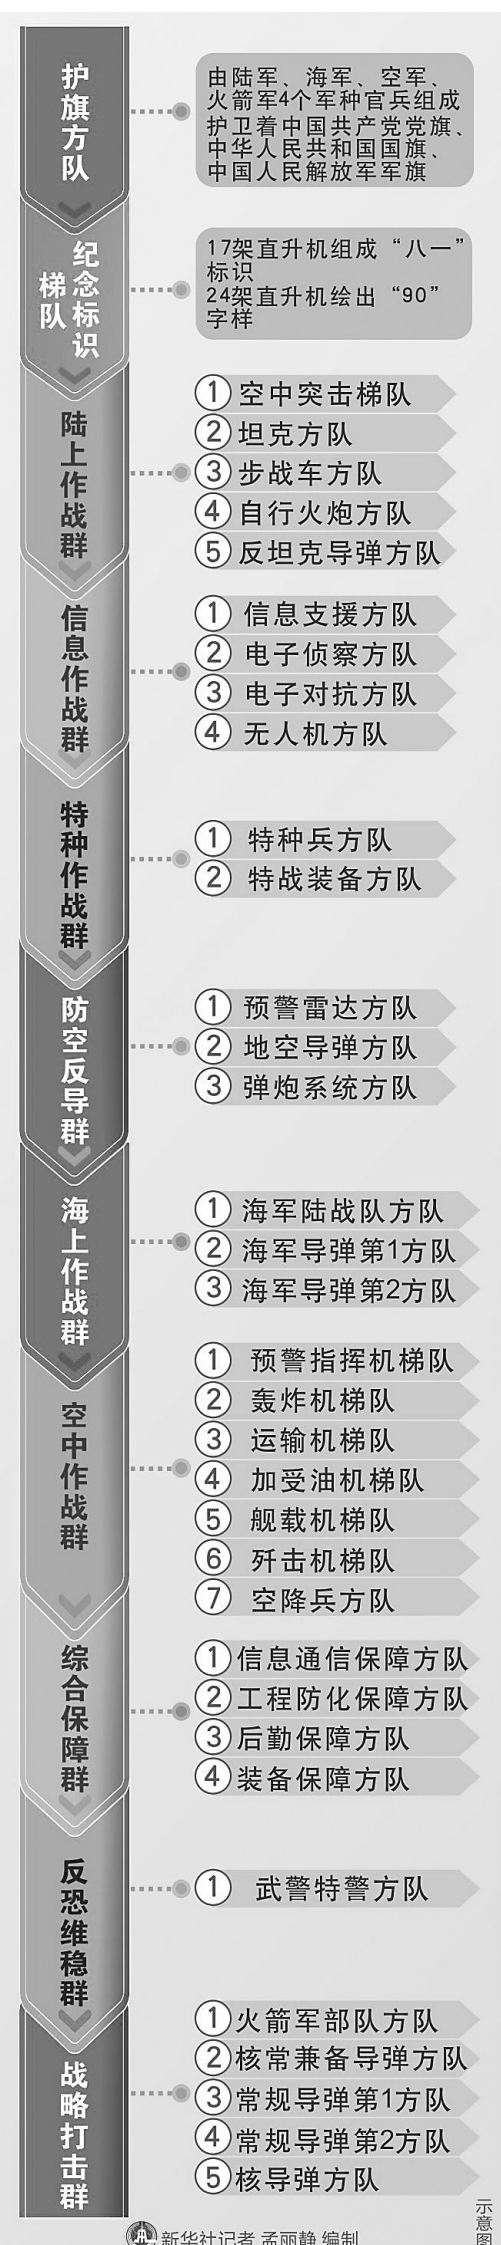 护旗方队
由陆军、海军、空军、
火箭军4个军种官兵组成
护卫着中国共产党党旗、
中华人民共和国国旗、
中国人民解放军军旗
纪念标识
梯队
17架直升机组成“八一”
标识
24架直升机绘出“90”
字样
陆上作战群
①空中突击梯队
②坦克方队
③步战车方队
④自行火炮方队
⑤反坦克导弹方队
信息作战群
①信息支援方队
②电子侦察方队
③电子对抗方队
④无人机方队
特种作战群
①特种兵方队
②特战装备方队
防空反导群
①预警雷达方队
②地空导弹方队
③弹炮系统方队
海上作战群
①海军陆战队方队
②海军导弹第1方队
③海军导弹第2方队
空中作战群
①预警指挥机梯队
②轰炸机梯队
③运输机梯队
④加受油机梯队
⑤舰载机梯队
⑥歼击机梯队
⑦空降兵方队
综合保障群
①信息通信保障方队
②工程防化保障方队
③后勤保障方队
④装备保障方队
反恐维稳群
①武警特警方队
战略打击群
①火箭军部队方队
②核常兼备导弹方队
③常规导弹第1方队
④常规导弹第2方队
⑤核导弹方队
示意图
新华社记者 孟丽静 编制